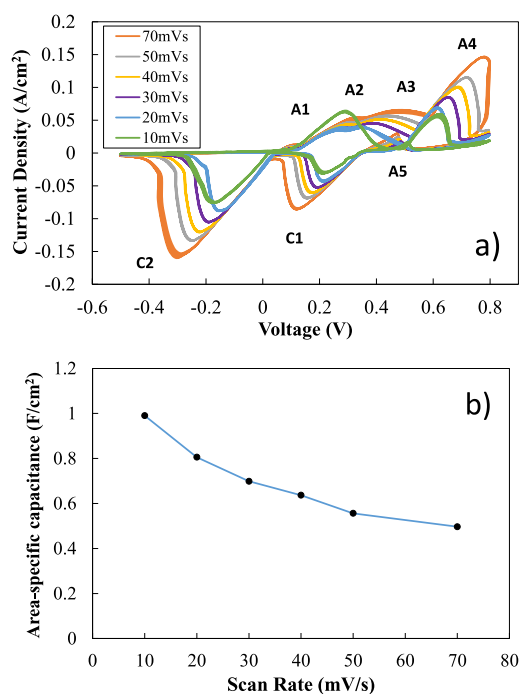 0.2
0.15
0.1
0.05
0
-0.05
-0.1
-0.15
-0.2
Current Density (A/cm²)
70mVs
50mVs
40mVs
30mVs
20mVs
10mVs
A1
A2
A3
A4
A5
C1
C2
a)
-0.6 -0.4 -0.2 0 0.2 0.4 0.6 0.8
Voltage (V)
b)
1.2
1
0.8
0.6
0.4
0.2
0
Area-specific capacitance (F/cm²)
0 10 20 30 40 50 60 70 80
Scan Rate (mV/s)